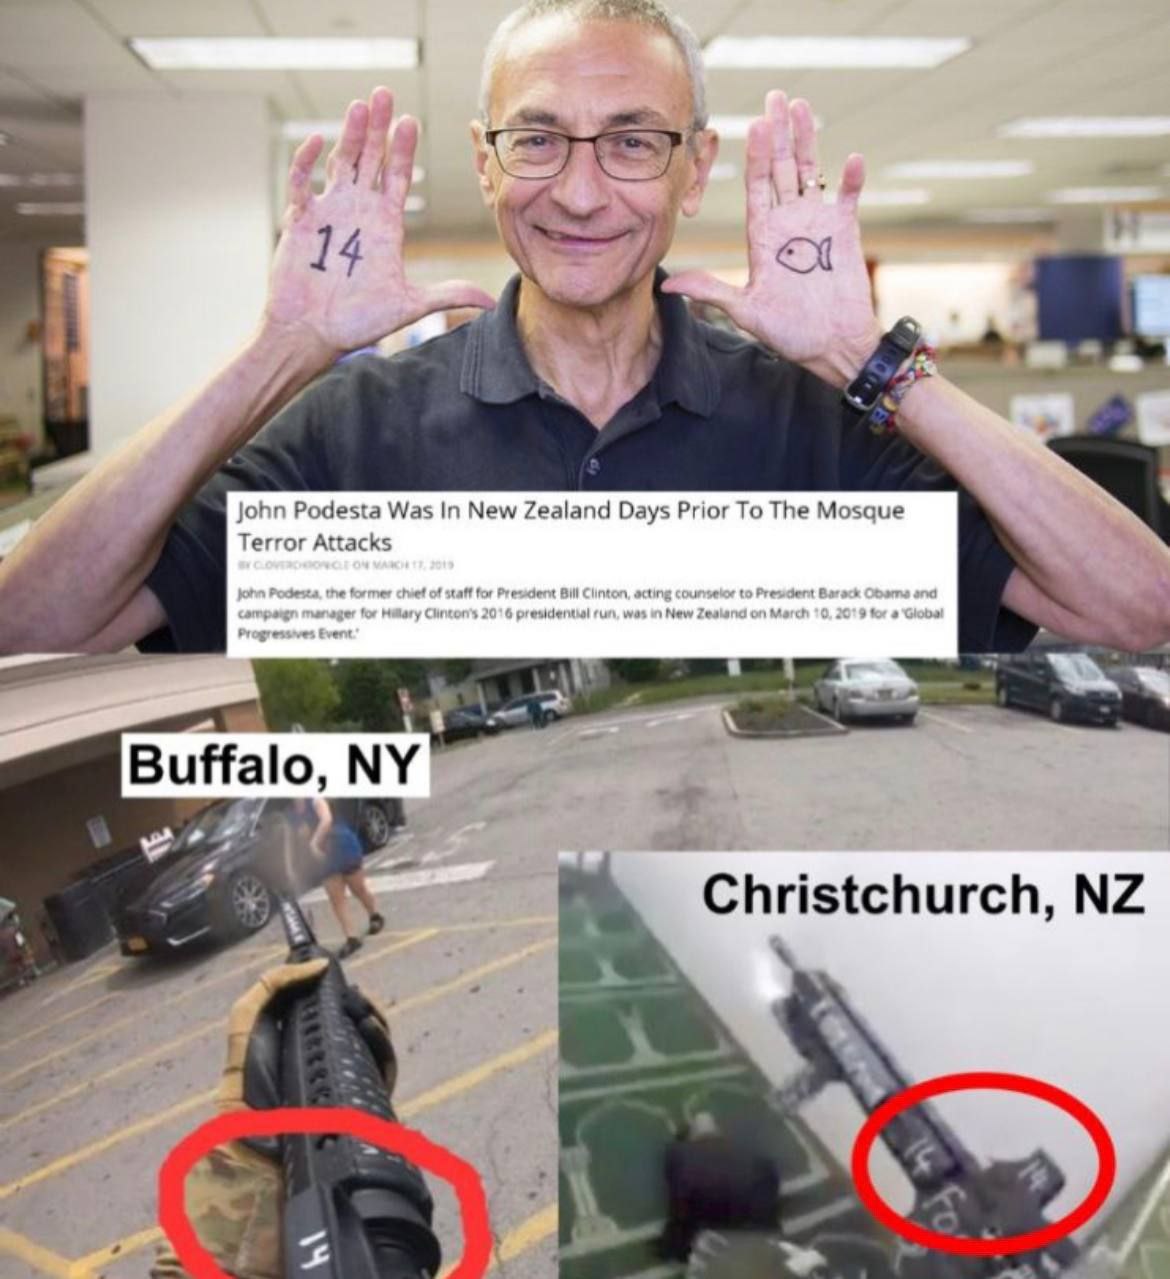 14
John Podesta Was In New Zealand Days Prior To The Mosque
Terror Attacks
BY CLOVERCHRONICLE ON MARCH 17, 2019
John Podesta, the former chief of staff for President Bill Clinton, acting counselor to President Barack Obama and
campaign manager for Hillary Clinton's 2016 presidential run, was in New Zealand on March 10, 2019 for a 'Global
Progressives Event.'
Buffalo, NY
Christchurch, NZ
14
14
14